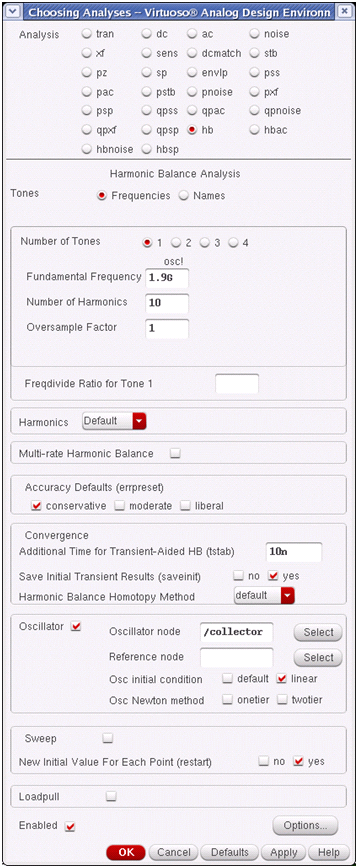 Choosing Analyses -- Virtuoso® Analog Design Environn
Analysis tran dc ac noise
xf sens dcmatch stb
pz sp envlp pss
pac pstb pnoise pxf
psp qpss qpac qpnoise
qpxf qpsp hb hbac
hbnoise hbsp
Harmonic Balance Analysis
Tones Frequencies Names
Number of Tones 1 2 3 4
osc!
Fundamental Frequency 1.9G
Number of Harmonics 10
Oversample Factor 1
Freqdivide Ratio for Tone 1
Harmonics Default
Multi-rate Harmonic Balance
Accuracy Defaults (errpreset)
conservative moderate liberal
Convergence
Additional Time for Transient-Aided HB (tstab) 10n
Save Initial Transient Results (saveinit) no yes
Harmonic Balance Homotopy Method default
Oscillator Oscillator node /collector Select
Reference node Select
Osc initial condition default linear
Osc Newton method onetier twotier
Sweep
New Initial Value For Each Point (restart) no yes
Loadpull
Enabled Options...
OK Cancel Defaults Apply Help